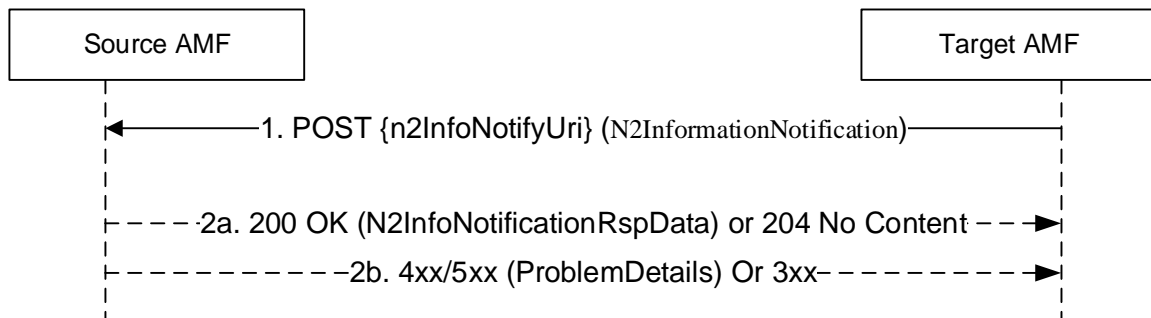 Source AMF
Target AMF
1. POST {n2InfoNotifyUri} (N2InformationNotification)
2a. 200 OK (N2InfoNotificationRspData) or 204 No Content
2b. 4xx/5xx (ProblemDetails) Or 3xx